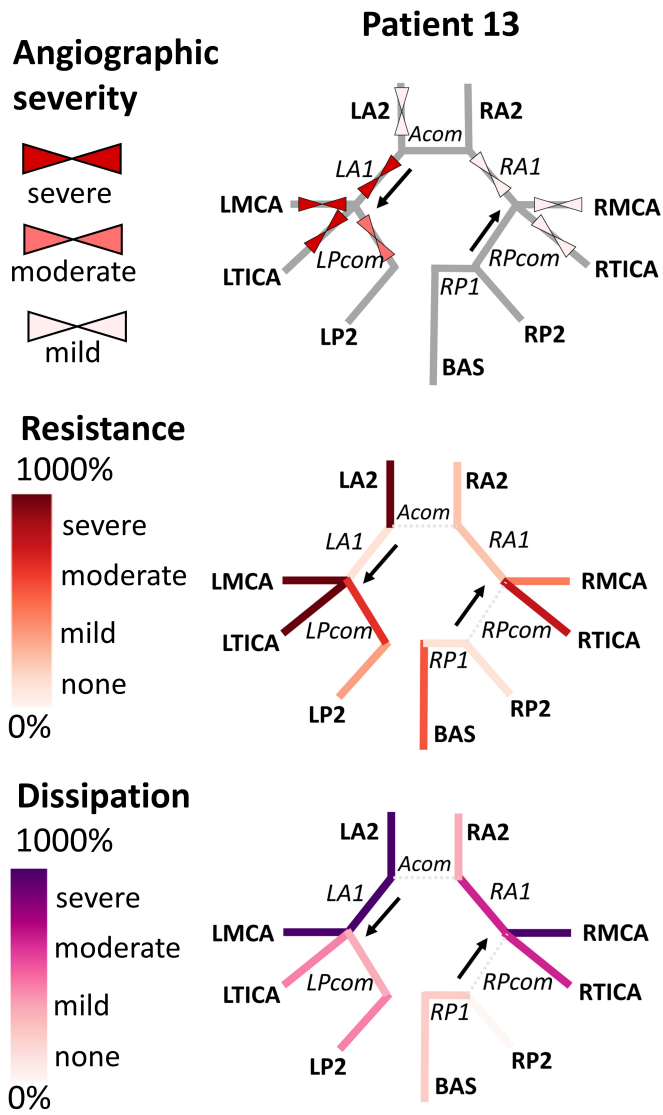 Patient 13
Angiographic
severity
severe
moderate
mild
LA2
RA2
Acom
LA1
RA1
LMCA
RMCA
LTICA
LPcom
RPcom
RTICA
RP1
LP2
RP2
BAS
Resistance
1000%
severe
moderate
mild
none
0%
LA2
RA2
Acom
LA1
RA1
LMCA
RMCA
LTICA
LPcom
RPcom
RTICA
RP1
LP2
RP2
BAS
Dissipation
1000%
severe
moderate
mild
none
0%
LA2
RA2
Acom
LA1
RA1
LMCA
RMCA
LTICA
LPcom
RPcom
RTICA
RP1
LP2
RP2
BAS